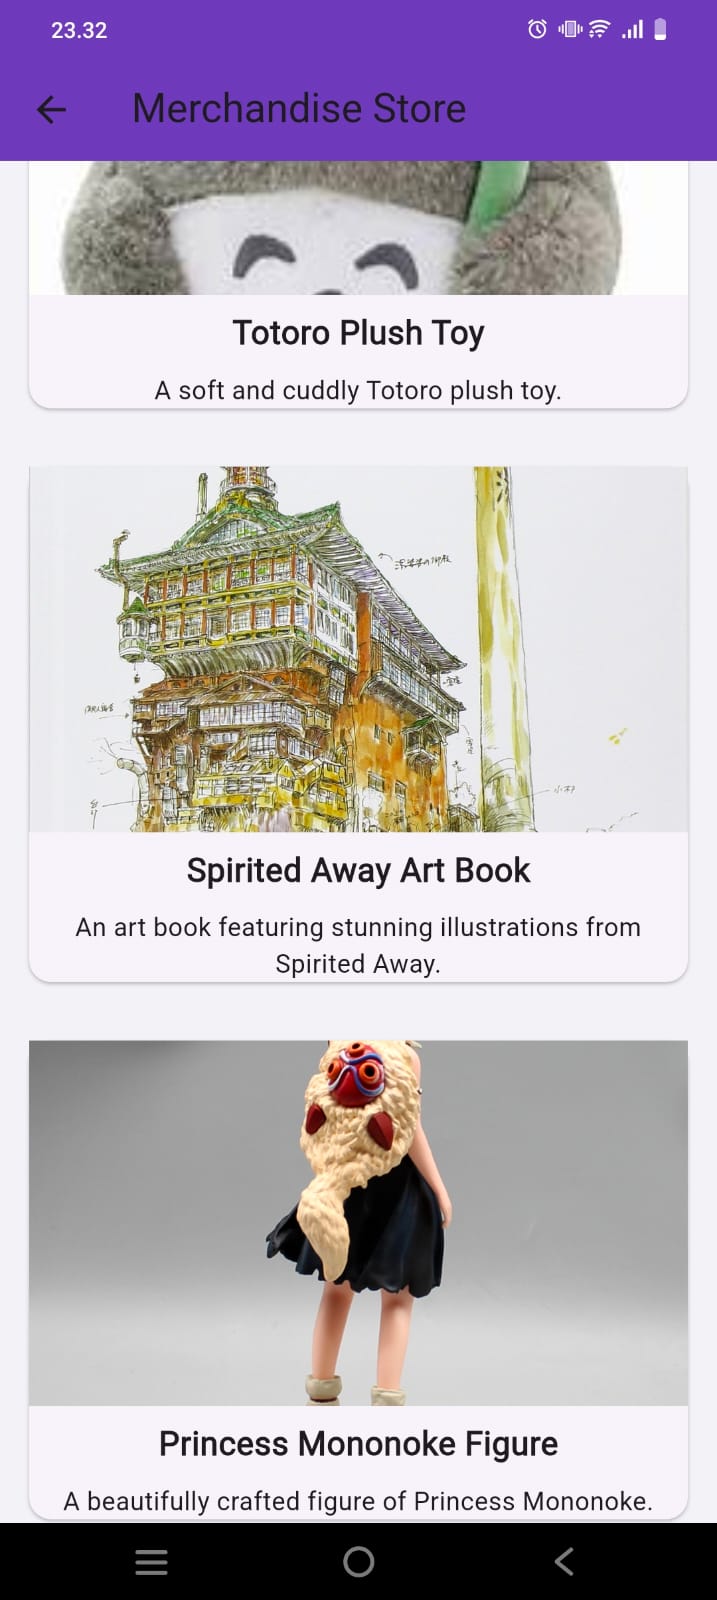 23.32
Merchandise Store
Totoro Plush Toy
A soft and cuddly Totoro plush toy.
Spirited Away Art Book
An art book featuring stunning illustrations from
Spirited Away.
Princess Mononoke Figure
A beautifully crafted figure of Princess Mononoke.